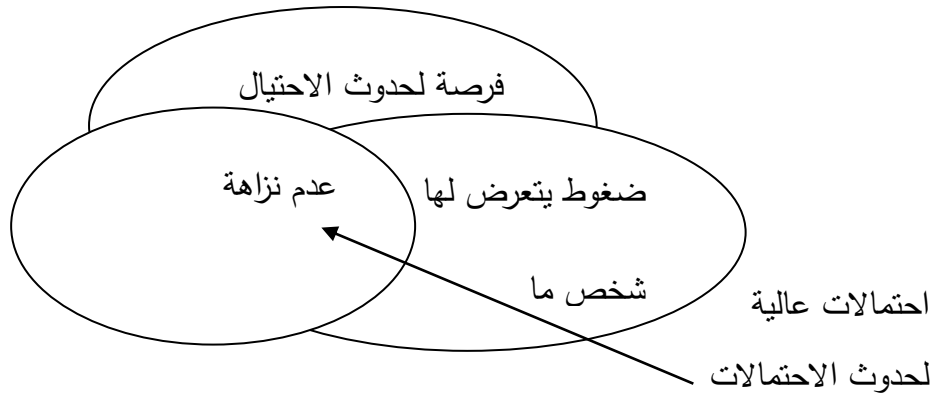 فرصة لحدوث الاحتيال
عدم نزاهة
ضغوط يتعرض لها
شخص ما
احتمالات عالية
لحدوث الاحتمالات